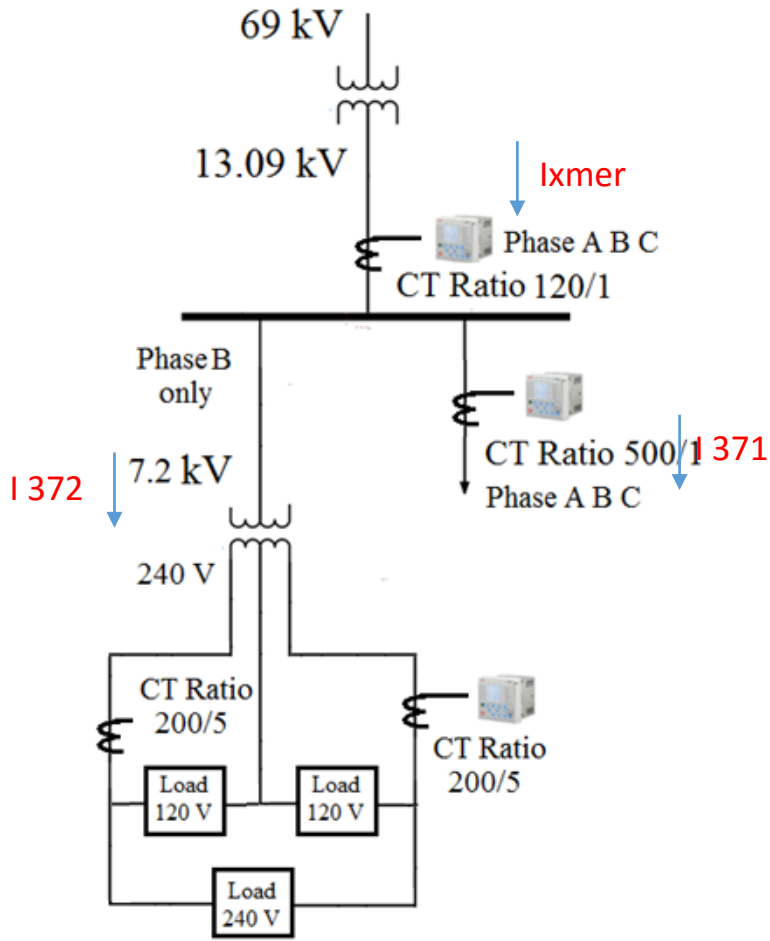 69 kV
13.09 kV
Ixmer
Phase A B C
CT Ratio 120/1
Phase B
only
I 372
7.2 kV
CT Ratio 500/1
I 371
Phase A B C
240 V
CT Ratio
200/5
CT Ratio
200/5
Load
120 V
Load
120 V
Load
240 V